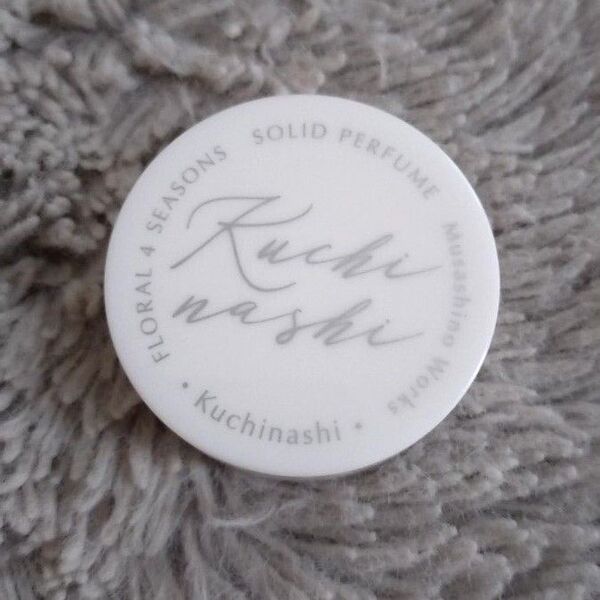 FLORAL 4 SEASONS
SOLID PERFUME
Musashino Works
Kuchi
nashi
• Kuchinashi •